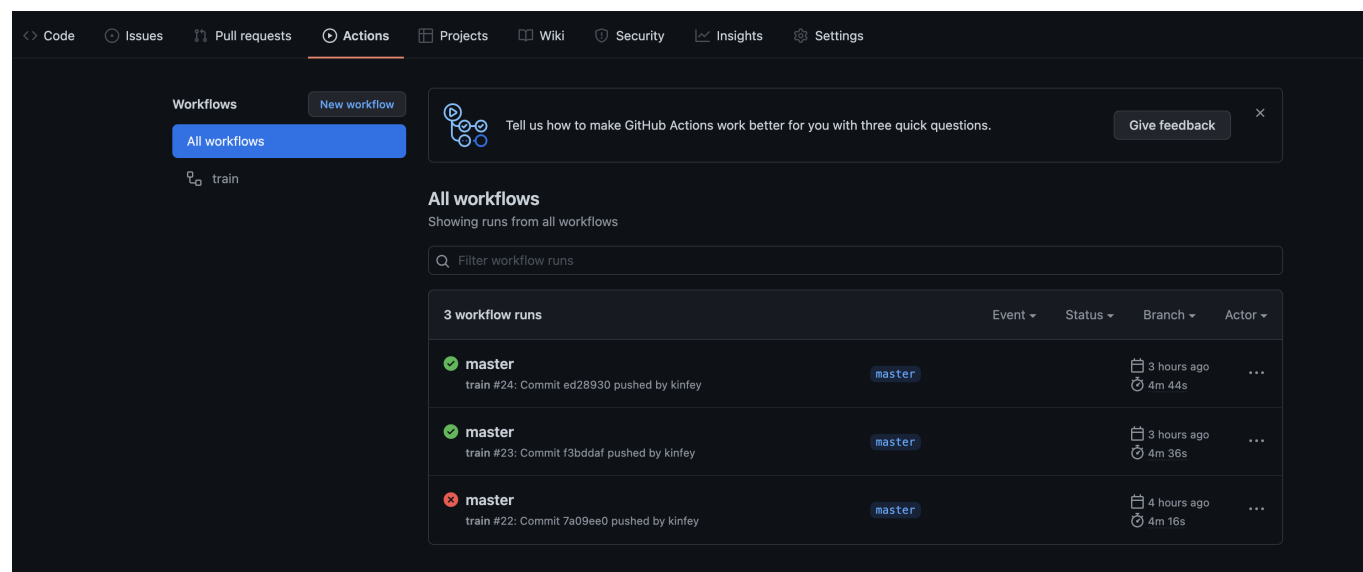 Code Issues Pull requests Actions Projects Wiki Security Insights Settings
Workflows New workflow
All workflows
train
Tell us how to make GitHub Actions work better for you with three quick questions. Give feedback
All workflows
Showing runs from all workflows
Filter workflow runs
3 workflow runs Event Status Branch Actor
master
train #24: Commit ed28930 pushed by kinfey
master
3 hours ago
4m 44s
master
train #23: Commit f3bddaf pushed by kinfey
master
3 hours ago
4m 36s
master
train #22: Commit 7a09ee0 pushed by kinfey
master
4 hours ago
4m 16s